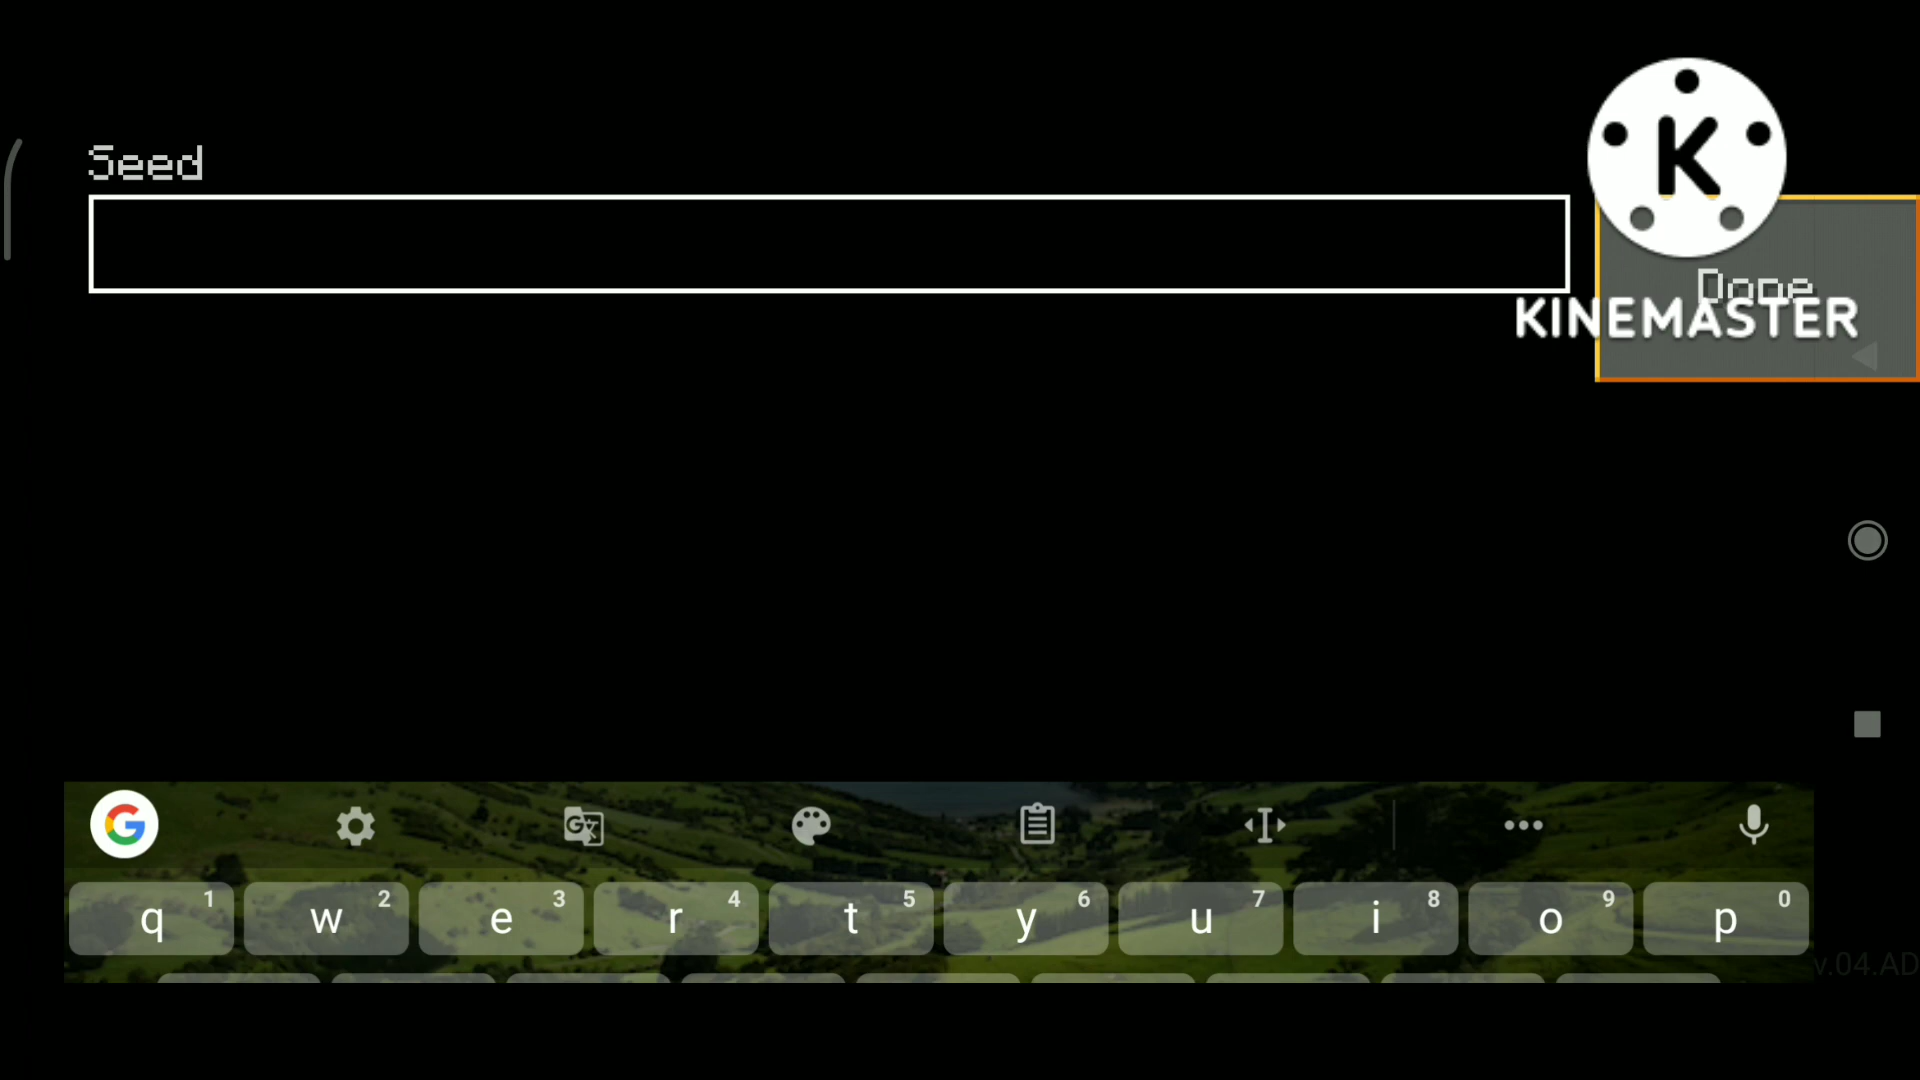 Seed
K
Done
KINEMASTER
G
G
q 1 w 2 e 3 r 4 t 5 y 6 u 7 i 8 o 9 p 0
v.04.AD